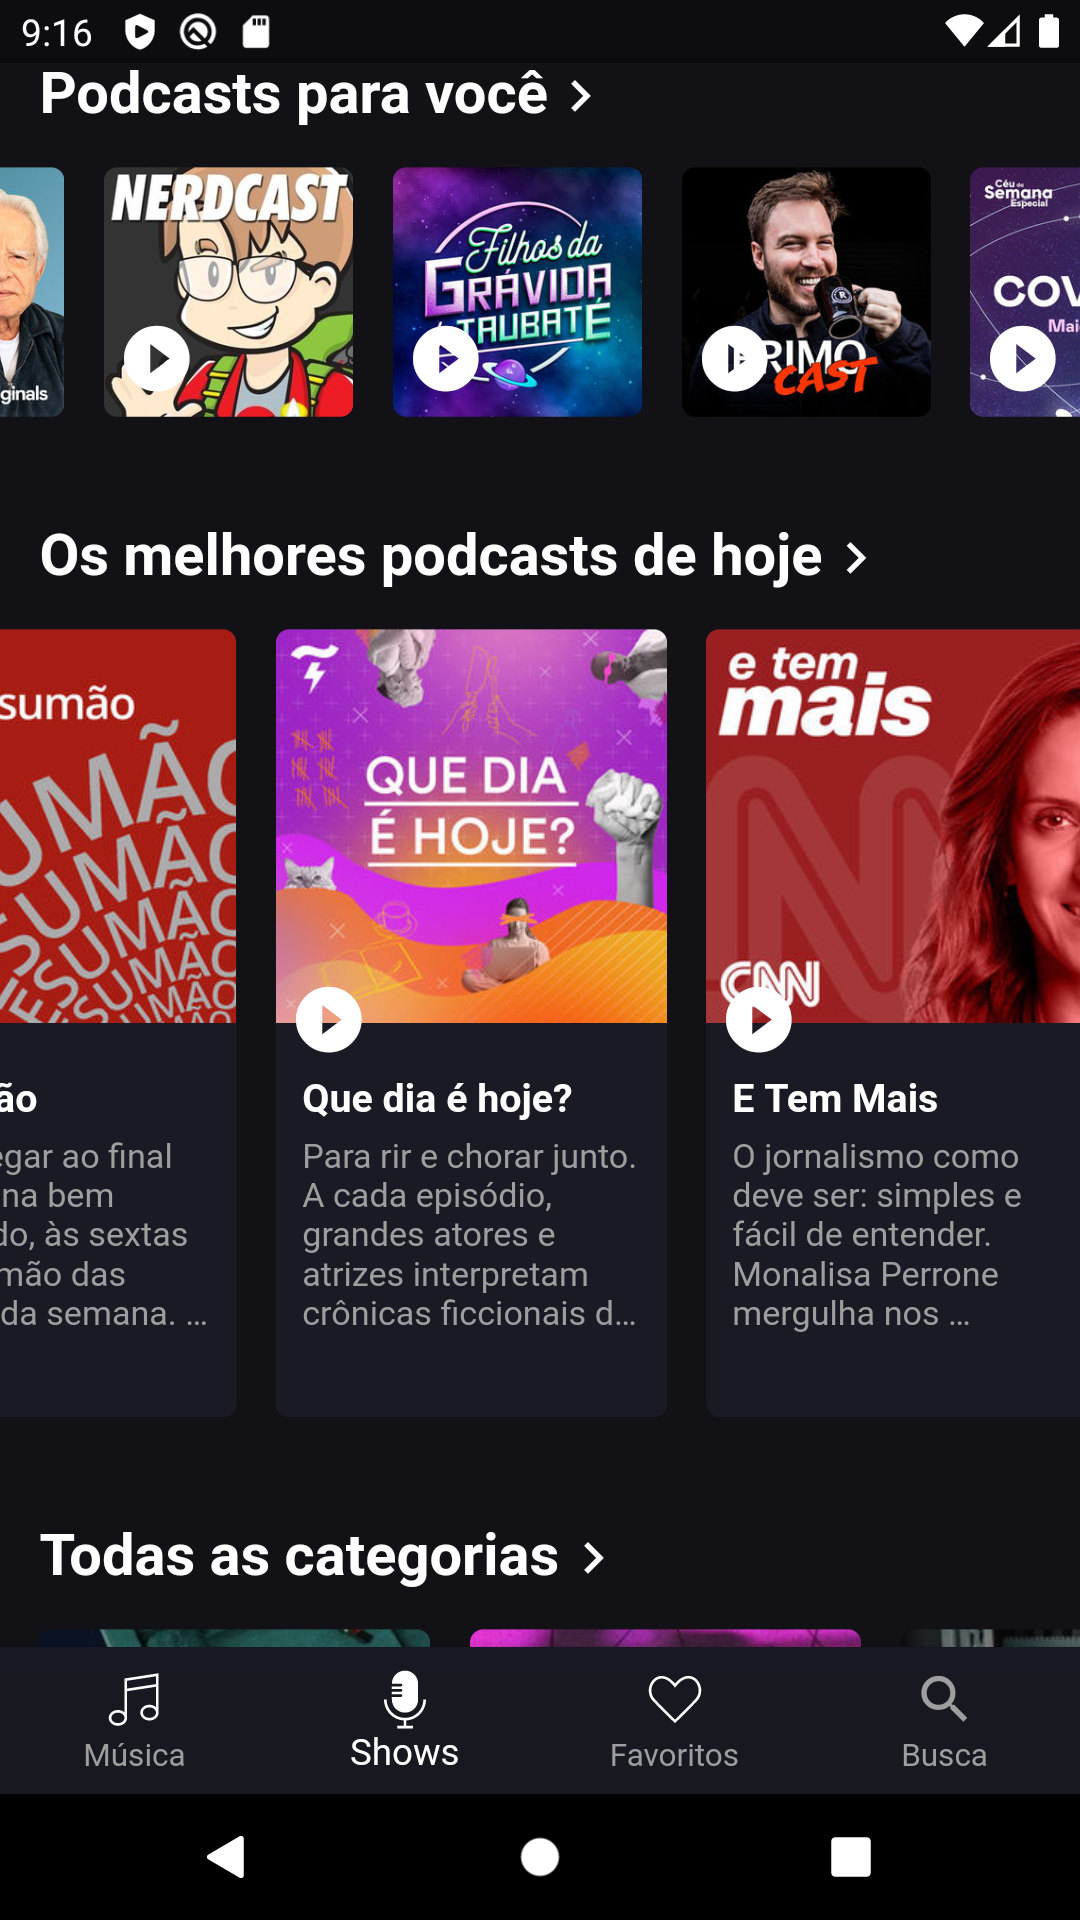 9:16
Podcasts para você
ginals
NERDCAST
Filhos da
GRÁVIDA
TAUBATÉ
PRIMO
CAST
Céu da
Semana
Especial
COV
Mai
Os melhores podcasts de hoje
sumão
UMÃO
SUMÃO
SUMÃO
ESUMÃO
SUMÃO
QUE DIA
É HOJE?
e tem
mais
CNN
CNN
ão
egar ao final
na bem
do, às sextas
mão das
da semana. ...
Que dia é hoje?
Para rir e chorar junto.
A cada episódio,
grandes atores e
atrizes interpretam
crônicas ficcionais d...
E Tem Mais
O jornalismo como
deve ser: simples e
fácil de entender.
Monalisa Perrone
mergulha nos ...
Todas as categorias
Música
Shows
Favoritos
Busca